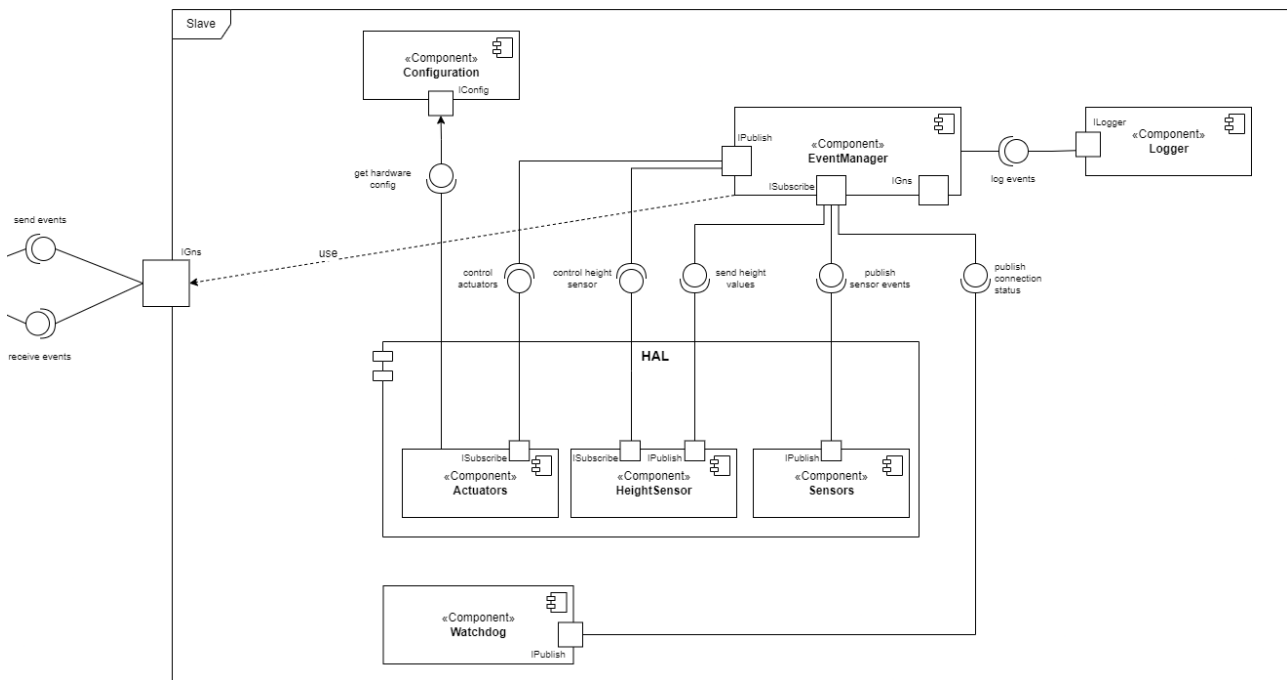 Slave
«Component»
Configuration
IConfig
get hardware
config
IPublish
«Component»
EventManager
ISubscribe
IGns
ILogger
«Component»
Logger
log events
send events
IGns
receive events
use
control
actuators
control height
sensor
send height
values
publish
sensor events
publish
connection
status
HAL
ISubscribe
«Component»
Actuators
ISubscribe
IPublish
«Component»
HeightSensor
IPublish
«Component»
Sensors
«Component»
Watchdog
IPublish